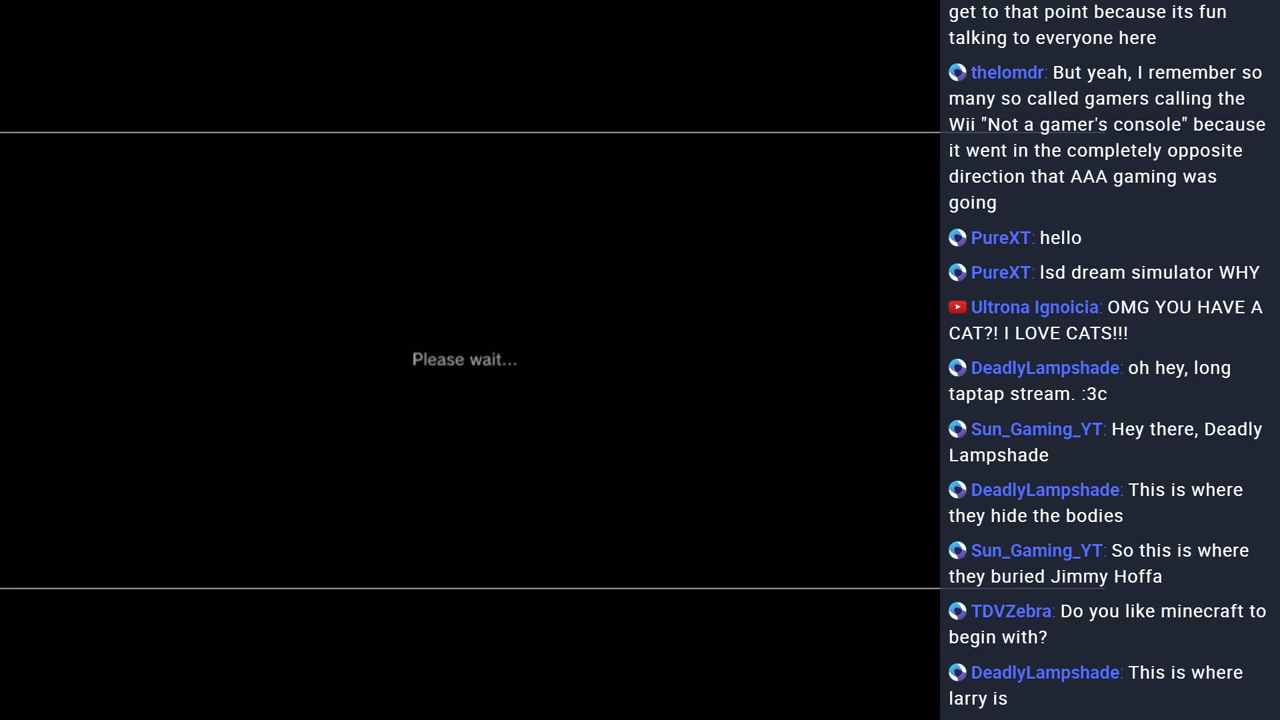 Please wait...
get to that point because its fun
talking to everyone here
thelomdr: But yeah, I remember so
many so called gamers calling the
Wii "Not a gamer's console" because
it went in the completely opposite
direction that AAA gaming was
going
PureXT: hello
PureXT: lsd dream simulator WHY
Ultrona Ignoicia: OMG YOU HAVE A
CAT?! I LOVE CATS!!!
DeadlyLampshade: oh hey, long
taptap stream. :3c
Sun_Gaming_YT: Hey there, Deadly
Lampshade
DeadlyLampshade: This is where
they hide the bodies
Sun_Gaming_YT: So this is where
they buried Jimmy Hoffa
TDVZebra: Do you like minecraft to
begin with?
DeadlyLampshade: This is where
larry is